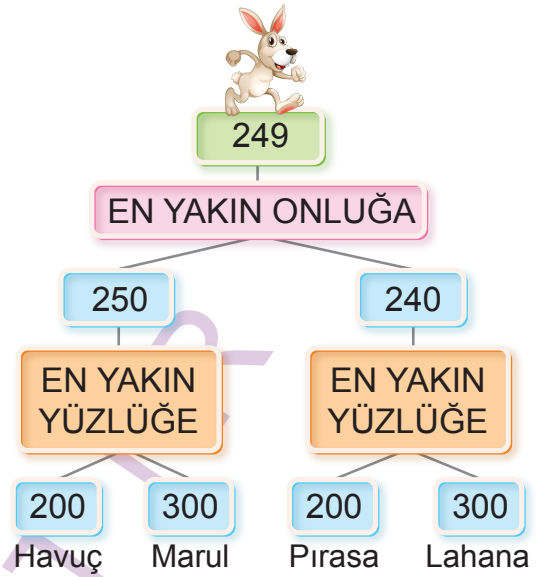 249
EN YAKIN ONLUĞA
250 240
EN YAKIN EN YAKIN
YÜZLÜĞE YÜZLÜĞE
200 300 200 300
Havuç Marul Pırasa Lahana